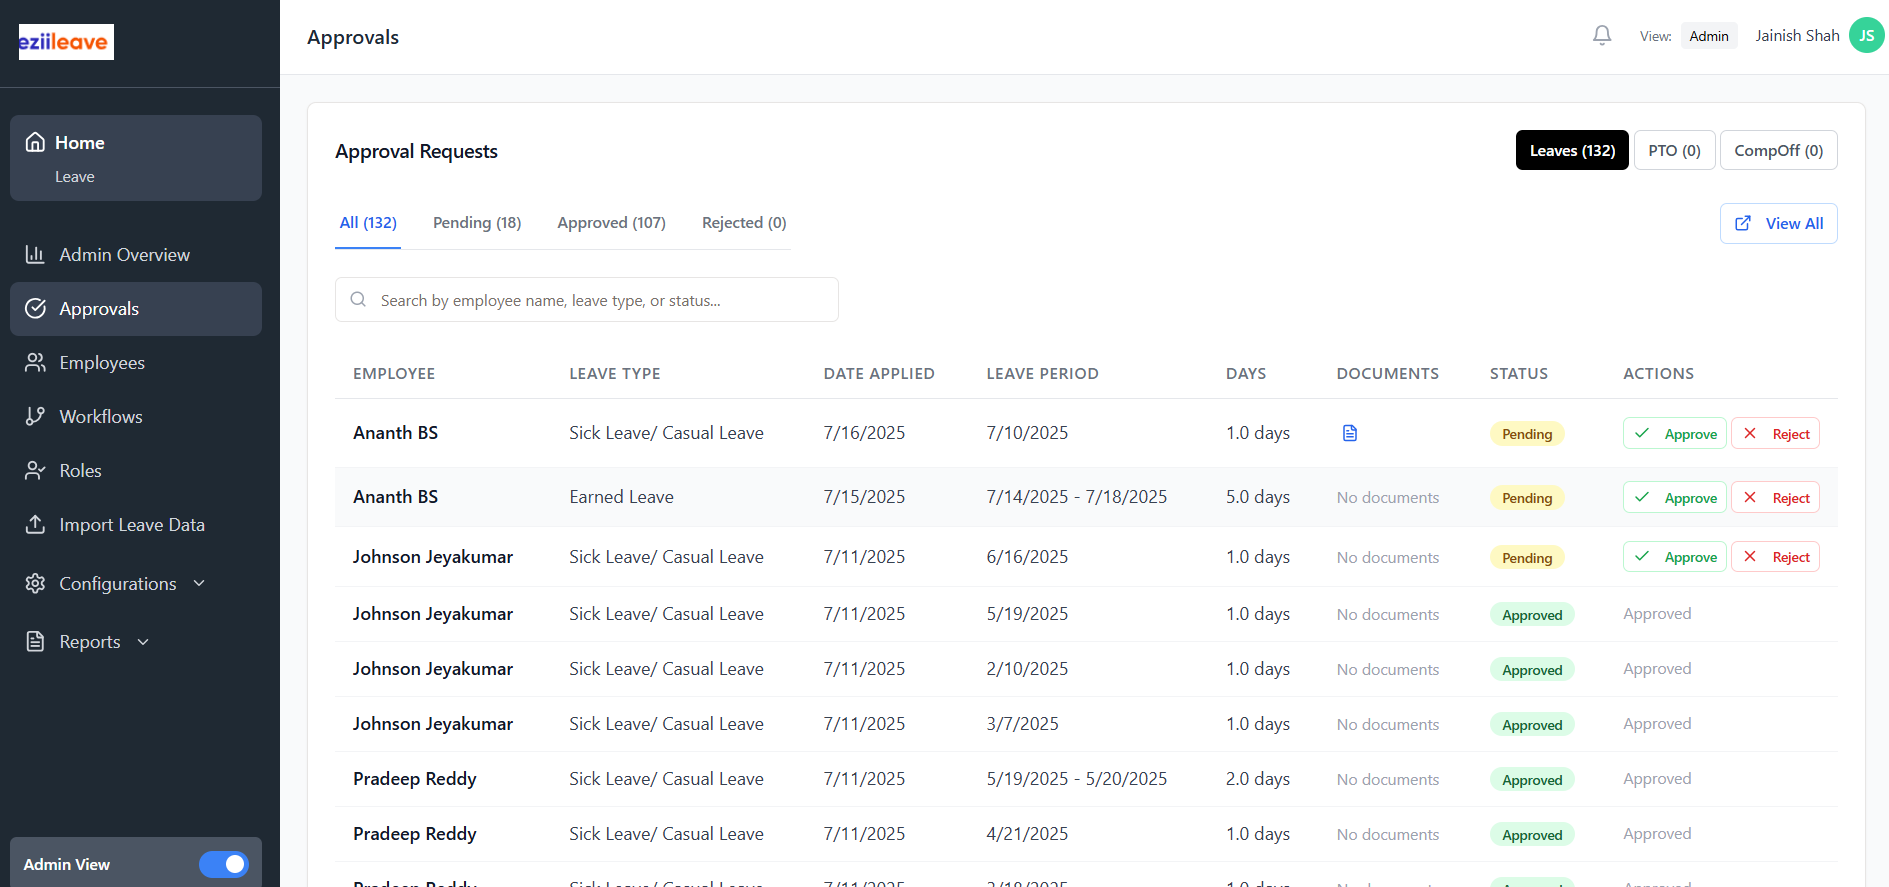 eziileave
Approvals
View: Admin Jainish Shah JS
Home
Leave
Admin Overview
Approvals
Employees
Workflows
Roles
Import Leave Data
Configurations
Reports
Admin View
Approval Requests
Leaves (132) PTO (0) CompOff (0)
All (132) Pending (18) Approved (107) Rejected (0)
View All
Search by employee name, leave type, or status...
EMPLOYEE LEAVE TYPE DATE APPLIED LEAVE PERIOD DAYS DOCUMENTS STATUS ACTIONS
Ananth BS Sick Leave/ Casual Leave 7/16/2025 7/10/2025 1.0 days Pending Approve Reject
Ananth BS Earned Leave 7/15/2025 7/14/2025 - 7/18/2025 5.0 days No documents Pending Approve Reject
Johnson Jeyakumar Sick Leave/ Casual Leave 7/11/2025 6/16/2025 1.0 days No documents Pending Approve Reject
Johnson Jeyakumar Sick Leave/ Casual Leave 7/11/2025 5/19/2025 1.0 days No documents Approved Approved
Johnson Jeyakumar Sick Leave/ Casual Leave 7/11/2025 2/10/2025 1.0 days No documents Approved Approved
Johnson Jeyakumar Sick Leave/ Casual Leave 7/11/2025 3/7/2025 1.0 days No documents Approved Approved
Pradeep Reddy Sick Leave/ Casual Leave 7/11/2025 5/19/2025 - 5/20/2025 2.0 days No documents Approved Approved
Pradeep Reddy Sick Leave/ Casual Leave 7/11/2025 4/21/2025 1.0 days No documents Approved Approved